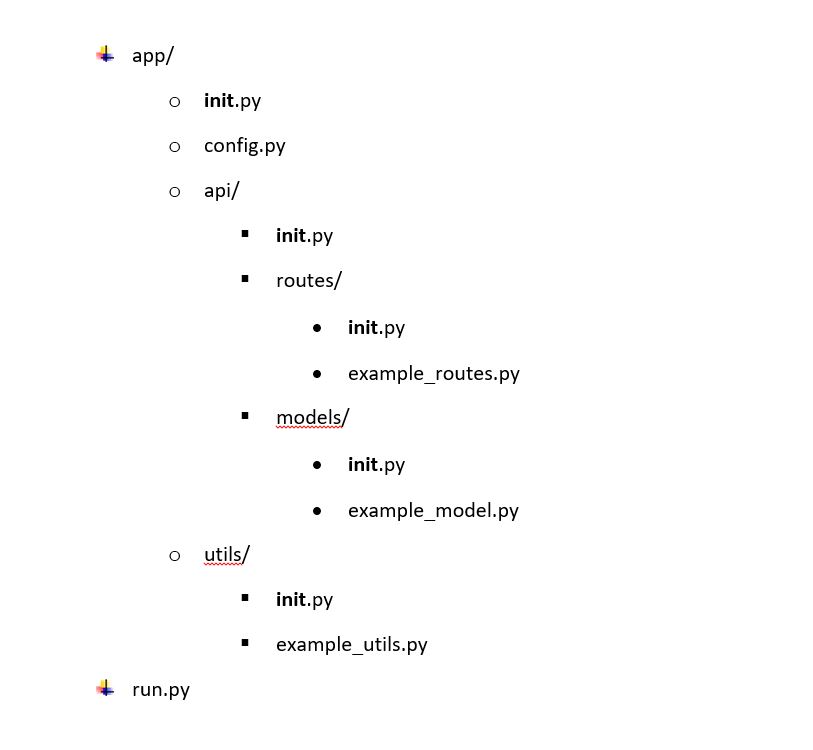 app/
init.py
config.py
api/
init.py
routes/
init.py
example_routes.py
models/
init.py
example_model.py
utils/
init.py
example_utils.py
run.py